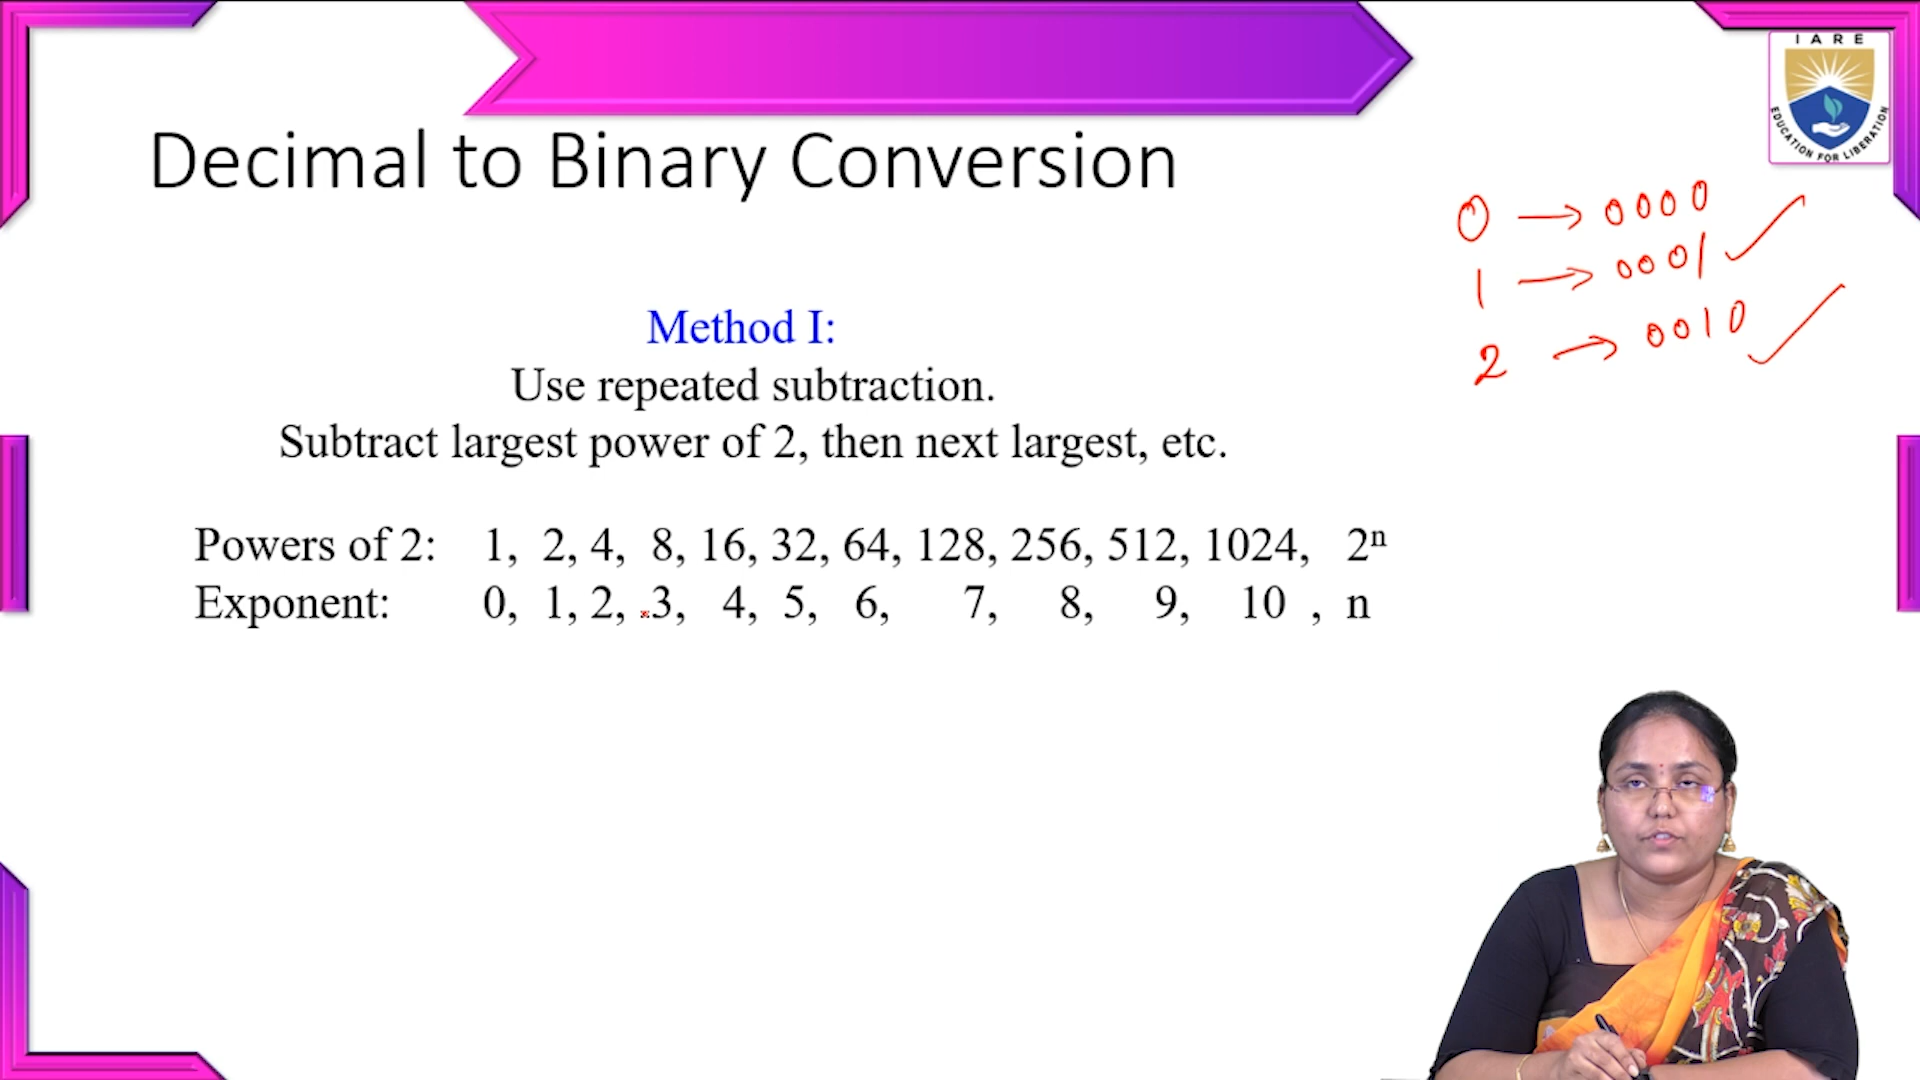 IARE
EDUCATION FOR LIBERATION
Decimal to Binary Conversion
0 → 0000
1 → 0001
2 → 0010
Method I:
Use repeated subtraction.
Subtract largest power of 2, then next largest, etc.
Powers of 2: 1, 2, 4, 8, 16, 32, 64, 128, 256, 512, 1024, 2ⁿ
Exponent: 0, 1, 2, 3, 4, 5, 6, 7, 8, 9, 10 , n